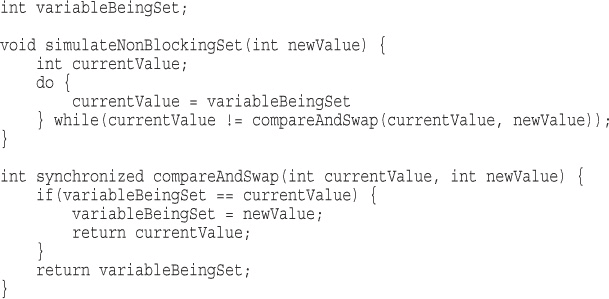 int variableBeingSet;
void simulateNonBlockingSet(int newValue) {
int currentValue;
do {
currentValue = variableBeingSet
} while(currentValue != compareAndSwap(currentValue, newValue));
}
int synchronized compareAndSwap(int currentValue, int newValue) {
if(variableBeingSet == currentValue) {
variableBeingSet = newValue;
return currentValue;
}
return variableBeingSet;
}